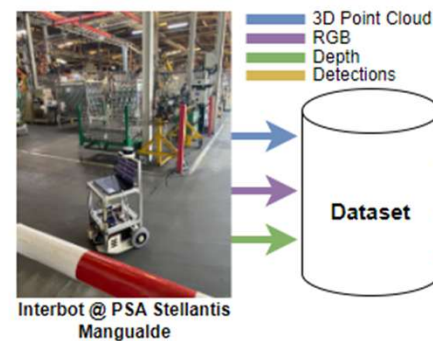 3D Point Cloud
RGB
Depth
Detections
Dataset
Interbot @ PSA Stellantis
Mangualde